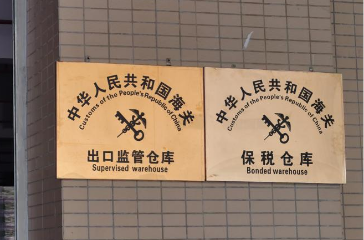 中华人民共和国海关
Customs of the People's Republic of China
出口监管仓库
Supervised warehouse
中华人民共和国海关
Customs of the People's Republic of China
保税仓库
Bonded warehouse